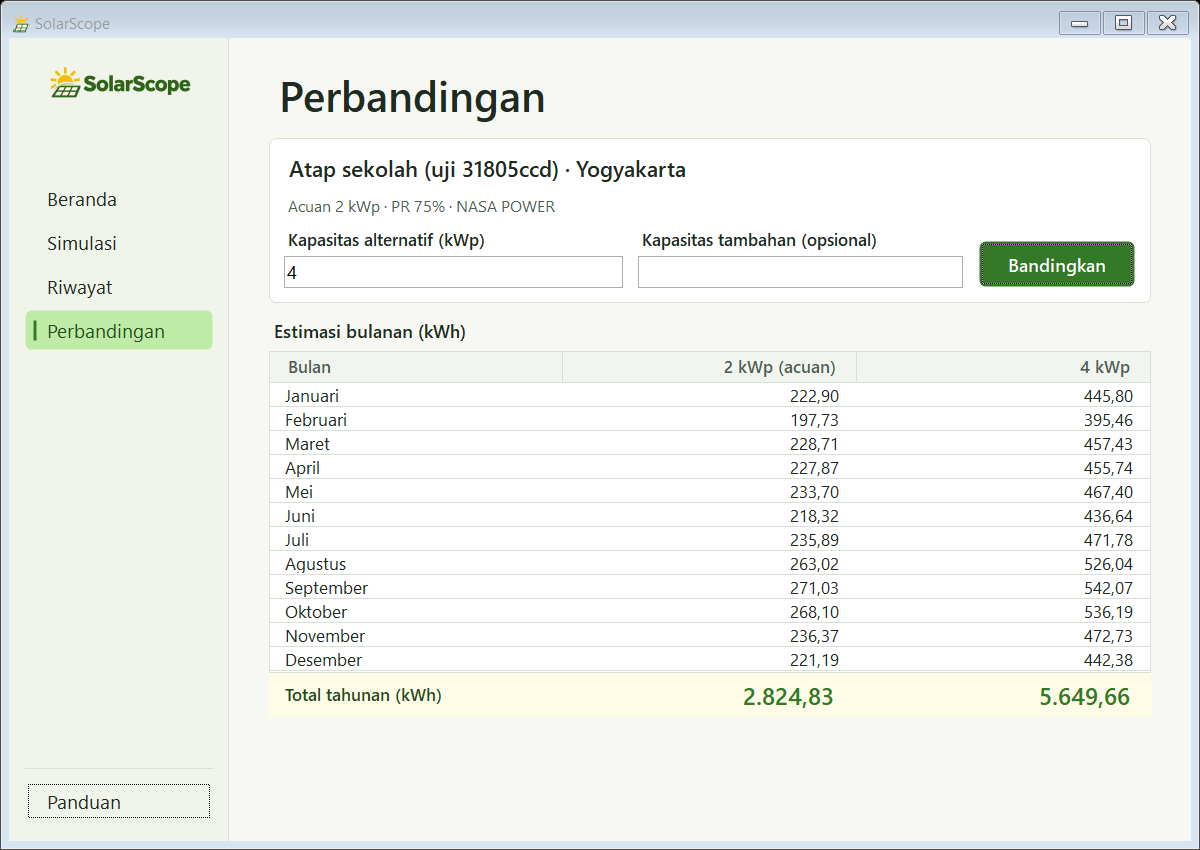 SolarScope
SolarScope
Beranda
Simulasi
Riwayat
Perbandingan
Panduan
Perbandingan
Atap sekolah (uji 31805ccd) · Yogyakarta
Acuan 2 kWp · PR 75% · NASA POWER
Kapasitas alternatif (kWp) Kapasitas tambahan (opsional)
4 Bandingkan
Estimasi bulanan (kWh)
Bulan 2 kWp (acuan) 4 kWp
Januari 222,90 445,80
Februari 197,73 395,46
Maret 228,71 457,43
April 227,87 455,74
Mei 233,70 467,40
Juni 218,32 436,64
Juli 235,89 471,78
Agustus 263,02 526,04
September 271,03 542,07
Oktober 268,10 536,19
November 236,37 472,73
Desember 221,19 442,38
Total tahunan (kWh) 2.824,83 5.649,66